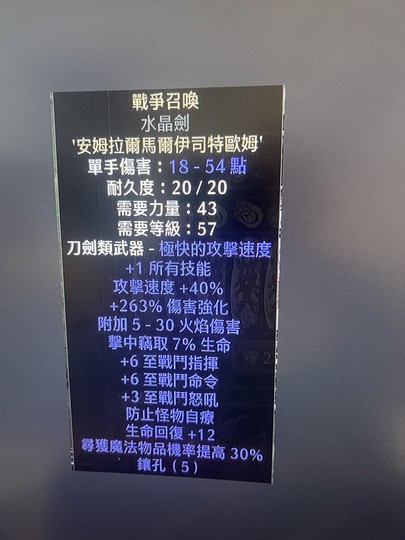 戰爭召喚
水晶劍
'安姆拉爾馬爾伊司特歐姆'
單手傷害：18 - 54 點
耐久度：20 / 20
需要力量：43
需要等級：57
刀劍類武器 - 極快的攻擊速度
+1 所有技能
攻擊速度 +40%
+263% 傷害強化
附加 5 - 30 火焰傷害
擊中竊取 7% 生命
+6 至戰鬥指揮
+6 至戰鬥命令
+3 至戰鬥怒吼
防止怪物自療
生命回復 +12
尋獲魔法物品機率提高 30%
鑲孔（5）